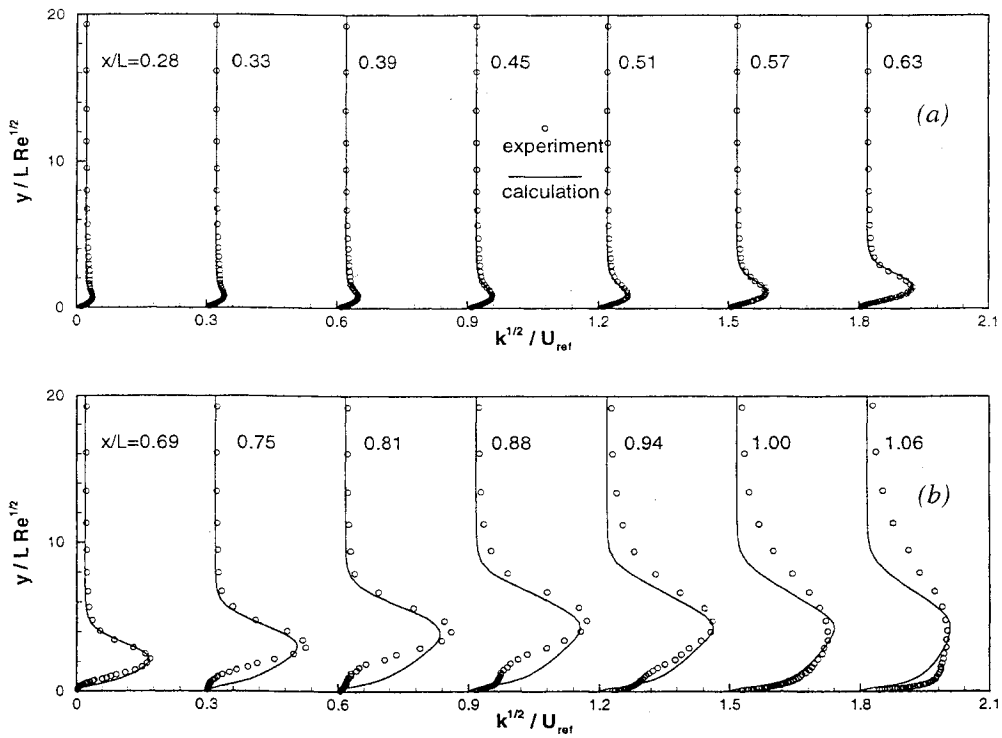 20
x/L=0.28 0.33 0.39 0.45 0.51 0.57 0.63
(a)
experiment
calculation
10
0
y / L Re^1/2
0 0.3 0.6 0.9 1.2 1.5 1.8 2.1
k^1/2 / U_ref
20
x/L=0.69 0.75 0.81 0.88 0.94 1.00 1.06
(b)
10
0
y / L Re^1/2
0 0.3 0.6 0.9 1.2 1.5 1.8 2.1
k^1/2 / U_ref